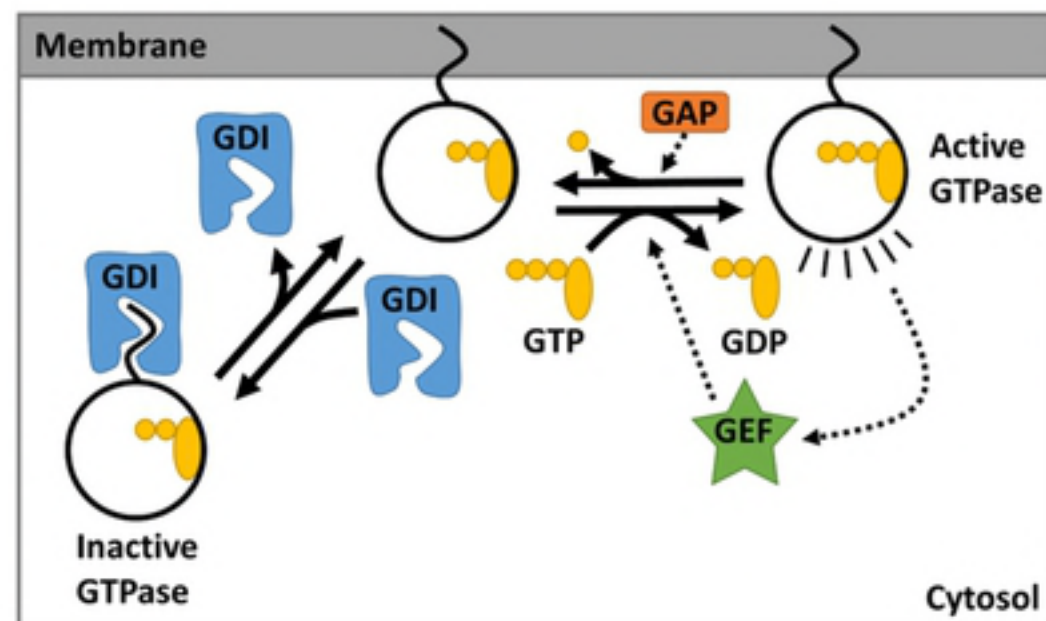 Membrane
GAP
GDI
Active
GTPase
GDI
GDI
GTP
GDP
GEF
Inactive
GTPase
Cytosol